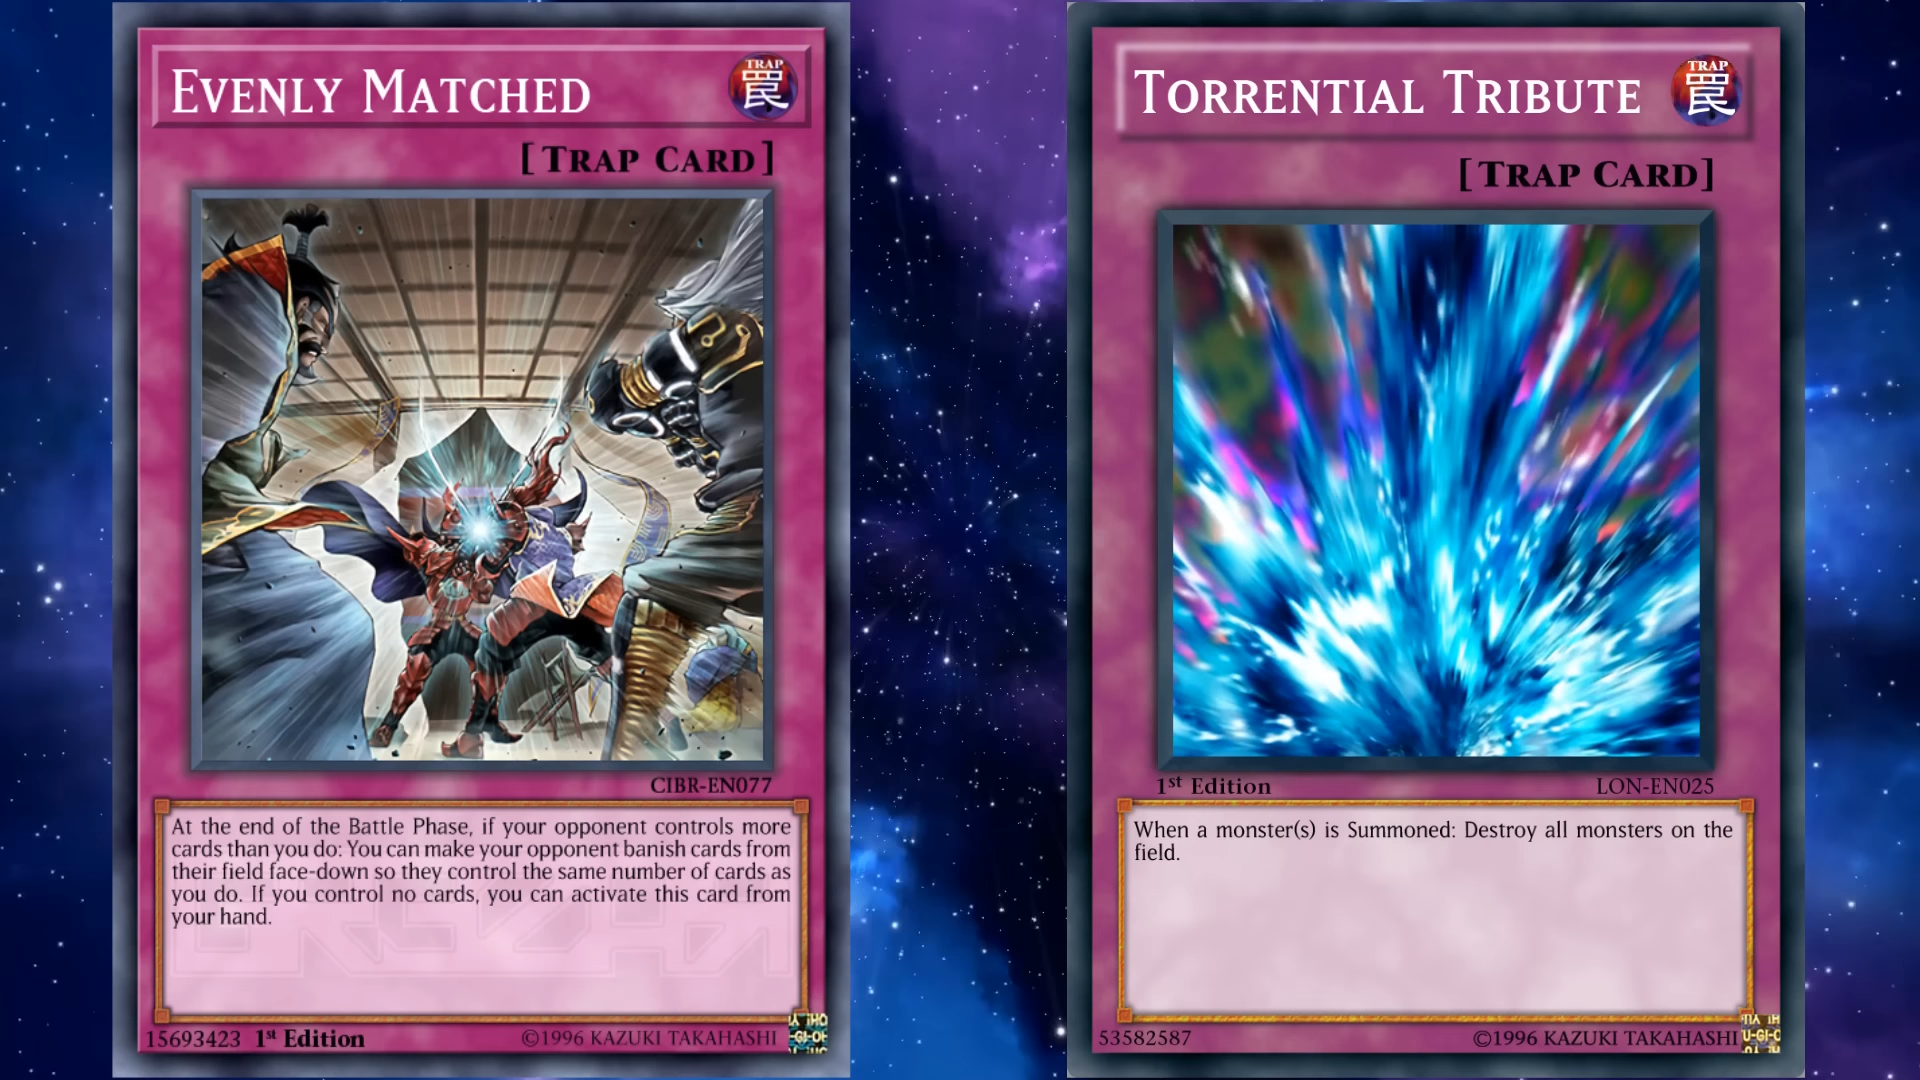 EVENLY MATCHED
TRAP
罠
[TRAP CARD]
CIBR-EN077
At the end of the Battle Phase, if your opponent controls more
cards than you do: You can make your opponent banish cards from
their field face-down so they control the same number of cards as
you do. If you control no cards, you can activate this card from
your hand.
15693423 1st Edition ©1996 KAZUKI TAKAHASHI
TORRENTIAL TRIBUTE
TRAP
罠
[TRAP CARD]
1st Edition LON-EN025
When a monster(s) is Summoned: Destroy all monsters on the
field.
53582587 ©1996 KAZUKI TAKAHASHI